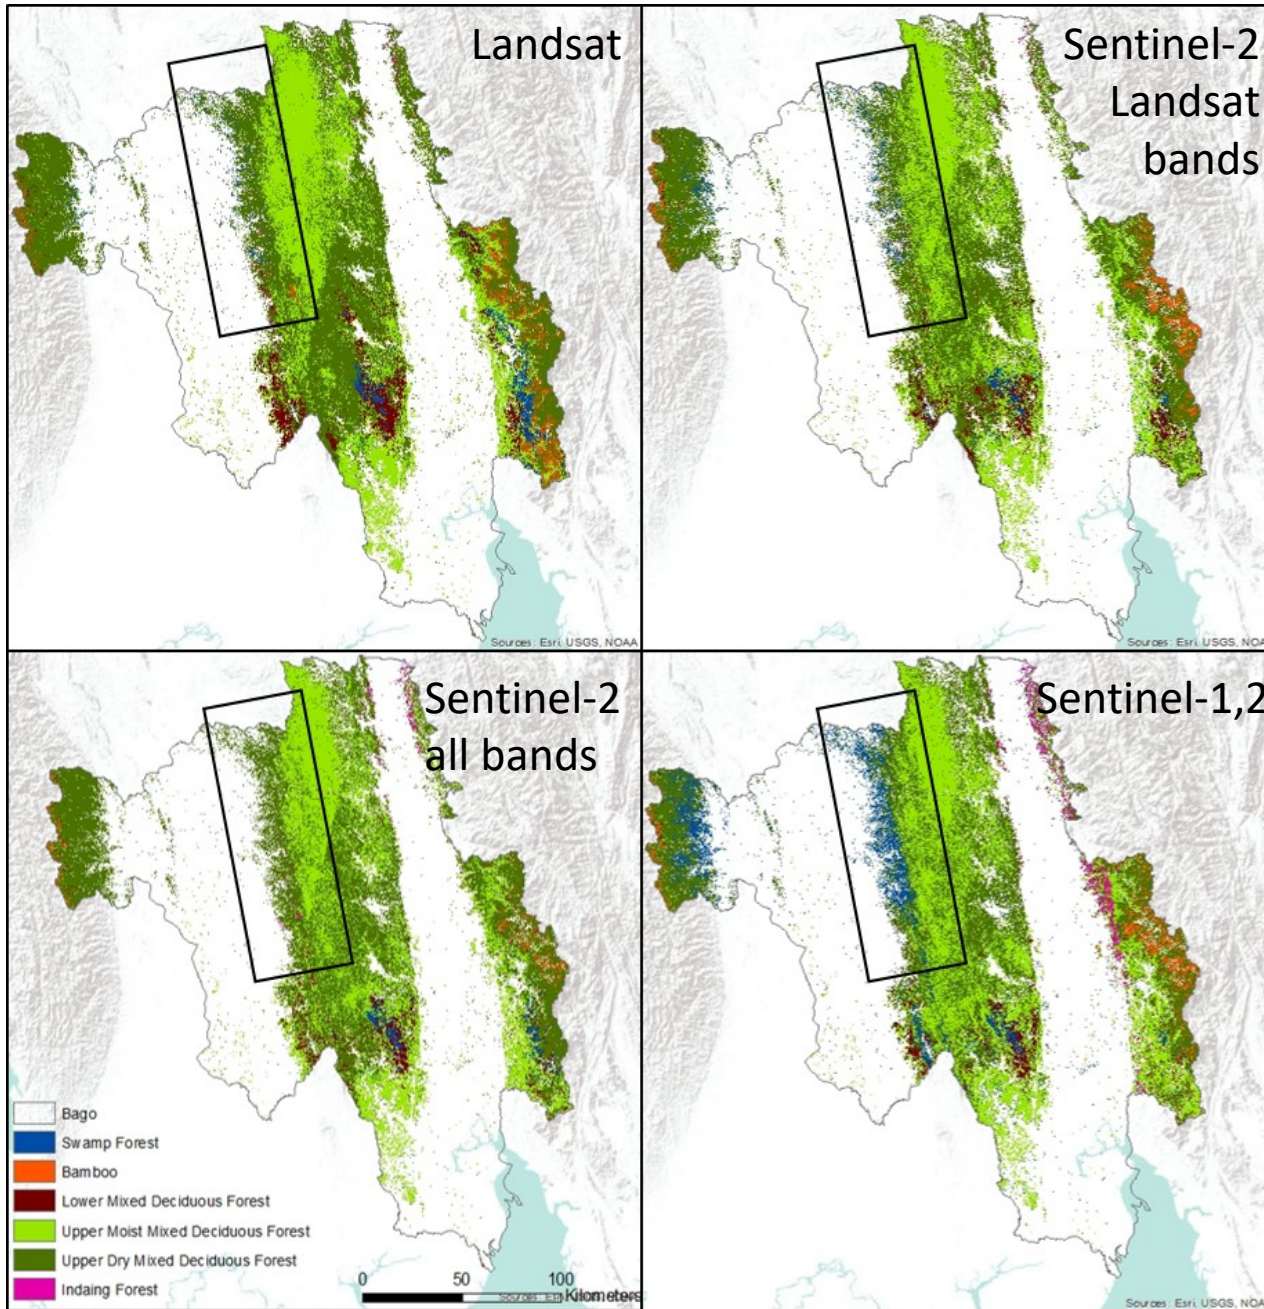 Landsat
Sources: Esri, USGS, NOAA
Sentinel-2
Landsat
bands
Sources: Esri, USGS, NOA
Sentinel-2
all bands
Bago
Swamp Forest
Bamboo
Lower Mixed Deciduous Forest
Upper Moist Mixed Deciduous Forest
Upper Dry Mixed Deciduous Forest
Indaing Forest
0 50 100
Kilometers
Sources: Esri
Sentinel-1,2
Sources: Esri, USGS, NOA